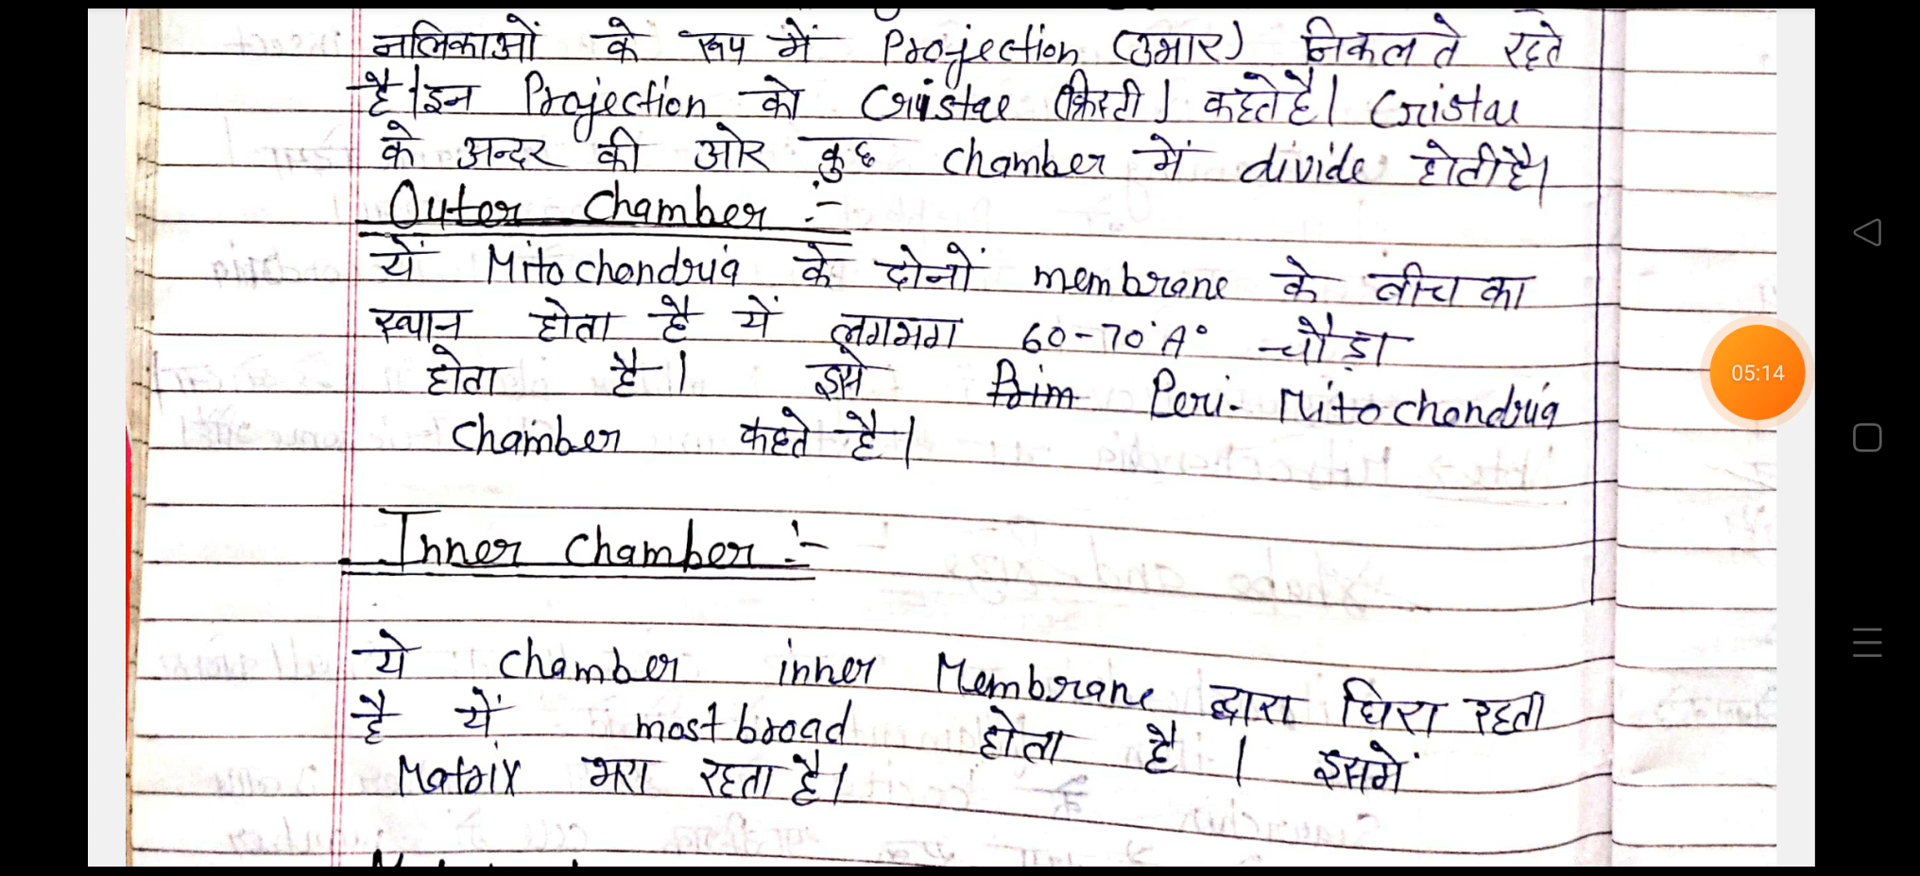 नलिकाओं के रूप में Projection (उभार) निकलते रहते
है। इन Projection को Cristae (क्रिस्टी) कहते है। Cristae
के अन्दर की ओर कुछ chamber में divide होती है।
Outer Chamber :-
यें Mitochondria के दोनों membrane के बीच का
स्थान होता है यें लगभग 60-70°A° चौड़ा
होता है। इसे Prim Peri- Mitochondria
Chamber कहते है।
Inner Chamber :-
ये chamber inner Membrane द्वारा घिरा रहता
है यें most broad होता है। इसमें
Matrix भरा रहता है।
05:14